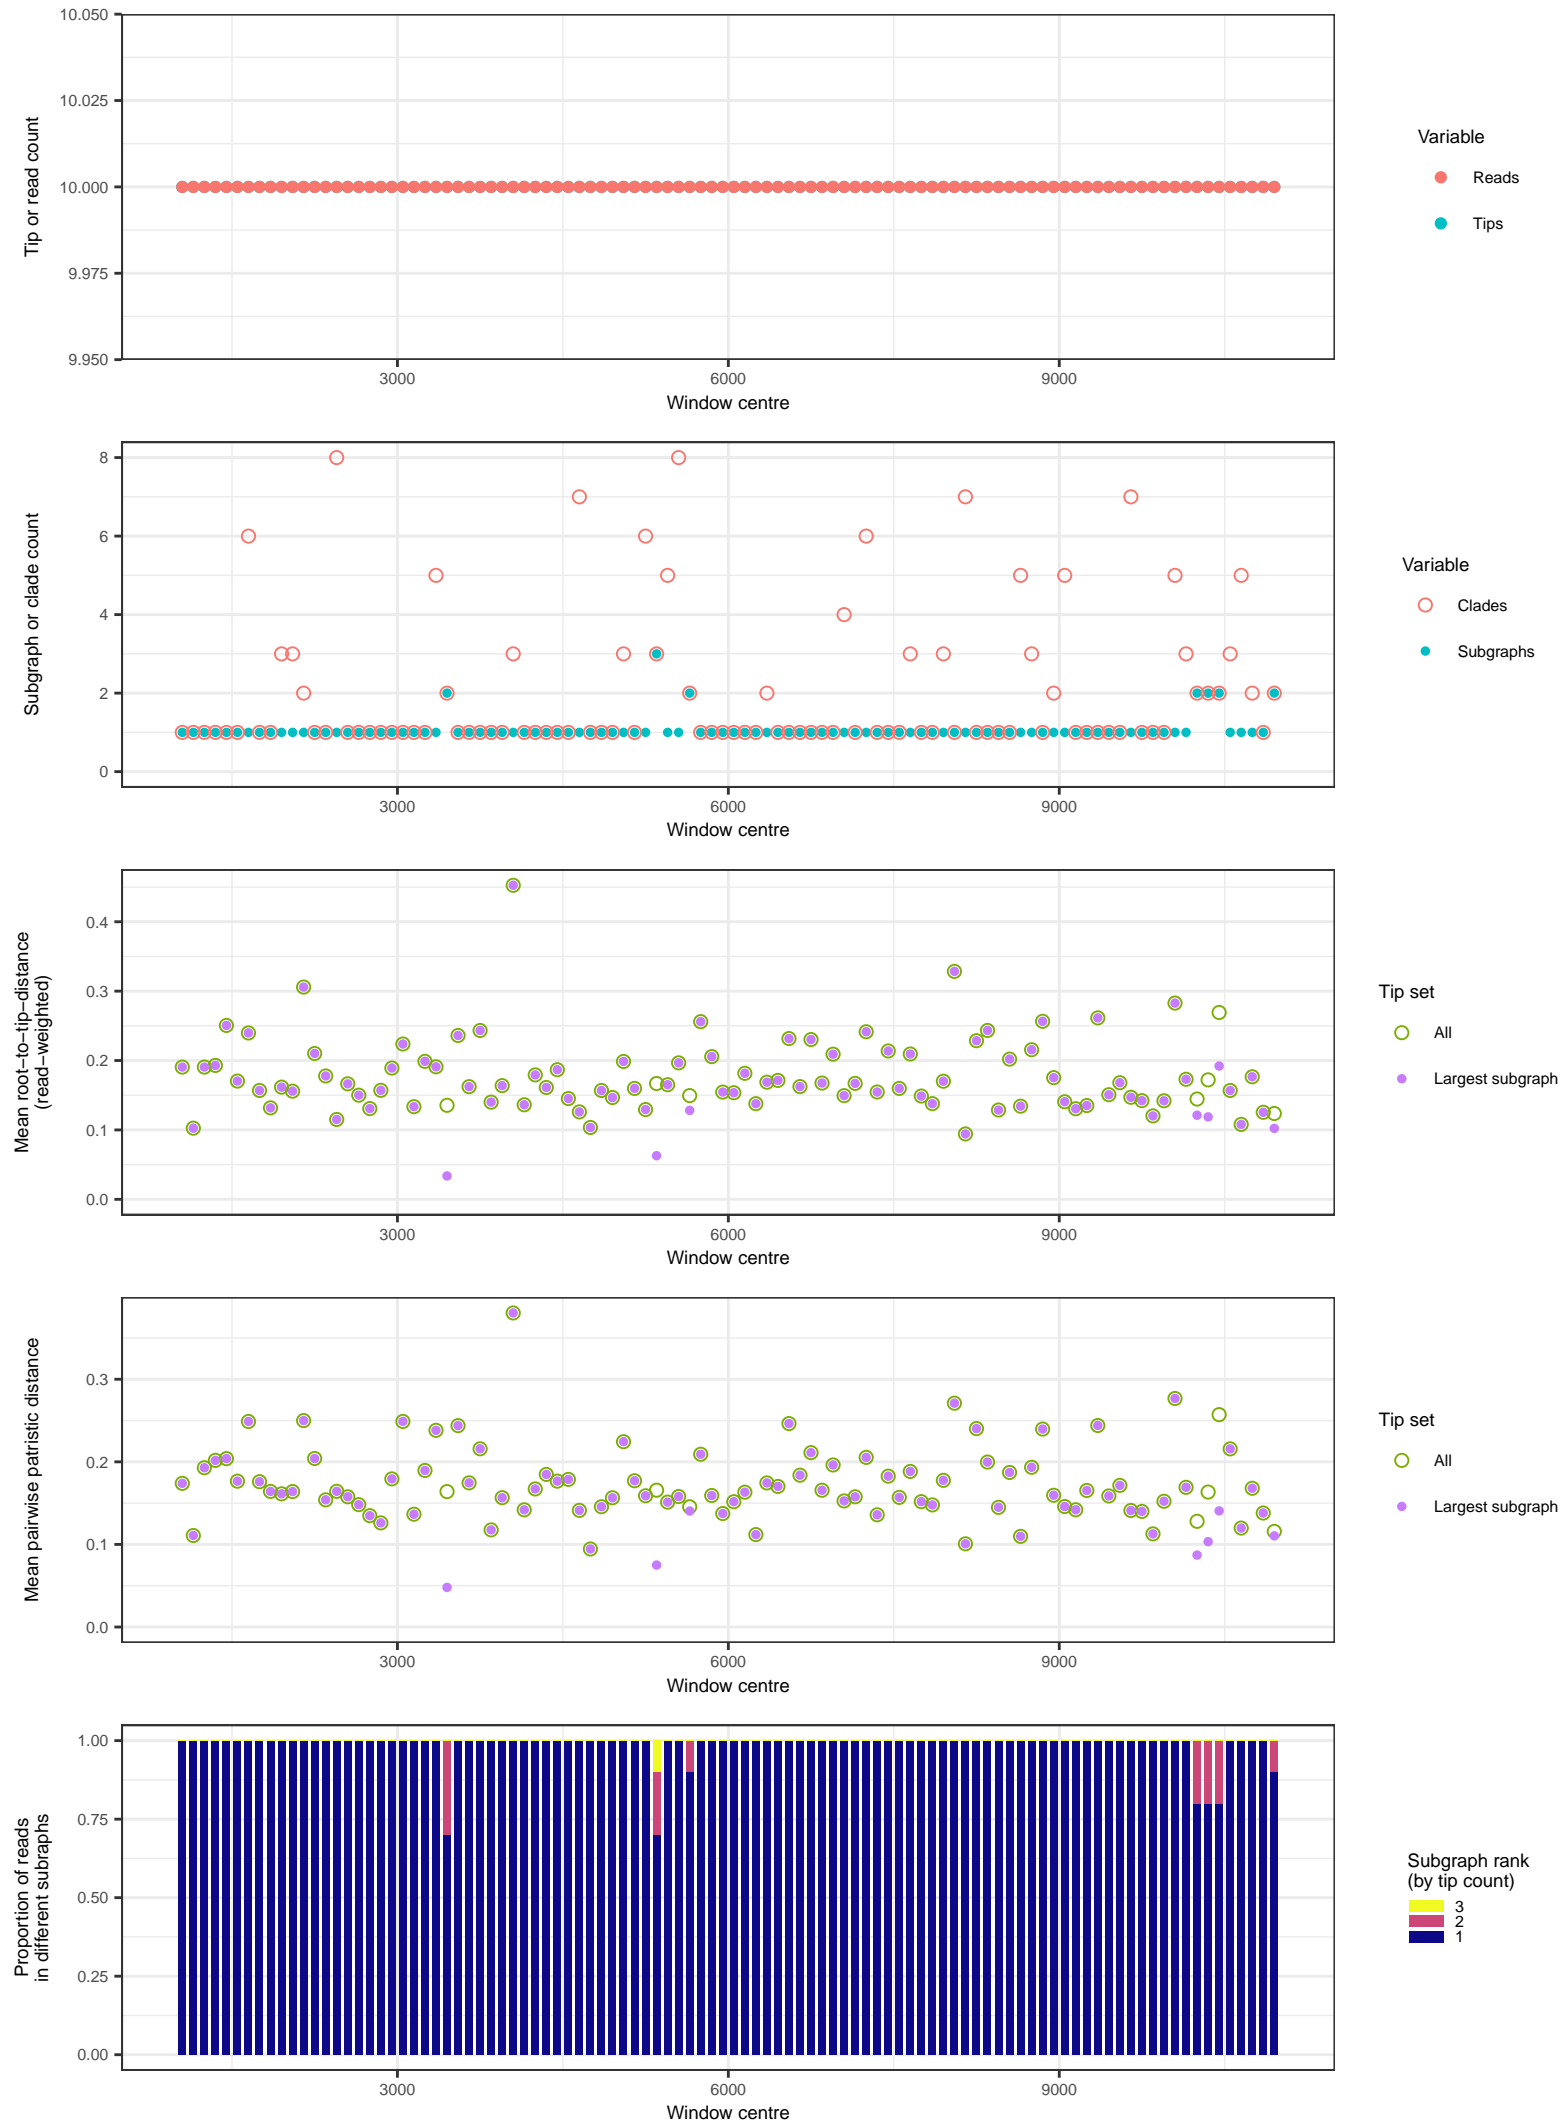 10.050
10.025
10.000
9.975
9.950
Tip or read count
3000 6000 9000
Window centre
Variable
Reads
Tips
8
6
4
2
0
Subgraph or clade count
3000 6000 9000
Window centre
Variable
Clades
Subgraphs
0.4
0.3
0.2
0.1
0.0
Mean root−to−tip−distance
(read−weighted)
3000 6000 9000
Window centre
Tip set
All
Largest subgraph
0.3
0.2
0.1
0.0
Mean pairwise patristic distance
3000 6000 9000
Window centre
Tip set
All
Largest subgraph
1.00
0.75
0.50
0.25
0.00
Proportion of reads
in different subraphs
3000 6000 9000
Window centre
Subgraph rank
(by tip count)
3
2
1